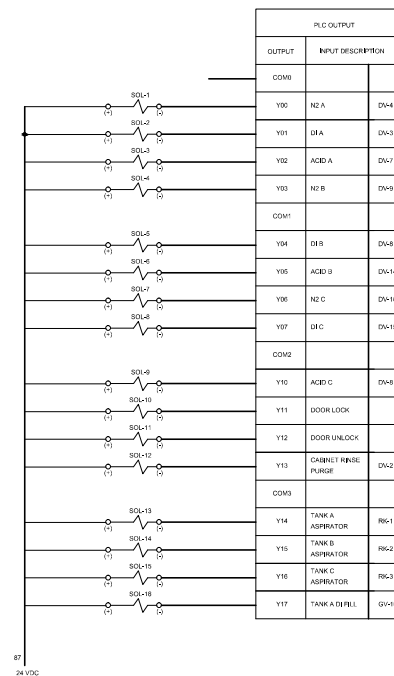 PLC OUTPUT
OUTPUT INPUT DESCRIPTION
COM0
SOL-1 (+) (-) Y00 N2 A DV-4
SOL-2 (+) (-) Y01 DI A DV-3
SOL-3 (+) (-) Y02 ACID A DV-7
SOL-4 (+) (-) Y03 N2 B DV-9
COM1
SOL-5 (+) (-) Y04 DI B DV-8
SOL-6 (+) (-) Y05 ACID B
SOL-7 (+) (-) Y06 N2 C
SOL-8 (+) (-) Y07 DI C
COM2
SOL-9 (+) (-) Y10 ACID C DV-8
SOL-10 (+) (-) Y11 DOOR LOCK
SOL-11 (+) (-) Y12 DOOR UNLOCK
SOL-12 (+) (-) Y13 CABINET RINSE
PURGE DV-2
COM3
SOL-13 (+) (-) Y14 TANK A
ASPIRATOR RK-1
SOL-14 (+) (-) Y15 TANK B
ASPIRATOR RK-2
SOL-15 (+) (-) Y16 TANK C
ASPIRATOR RK-3
SOL-16 (+) (-) Y17 TANK A DI FILL
87
24 VDC